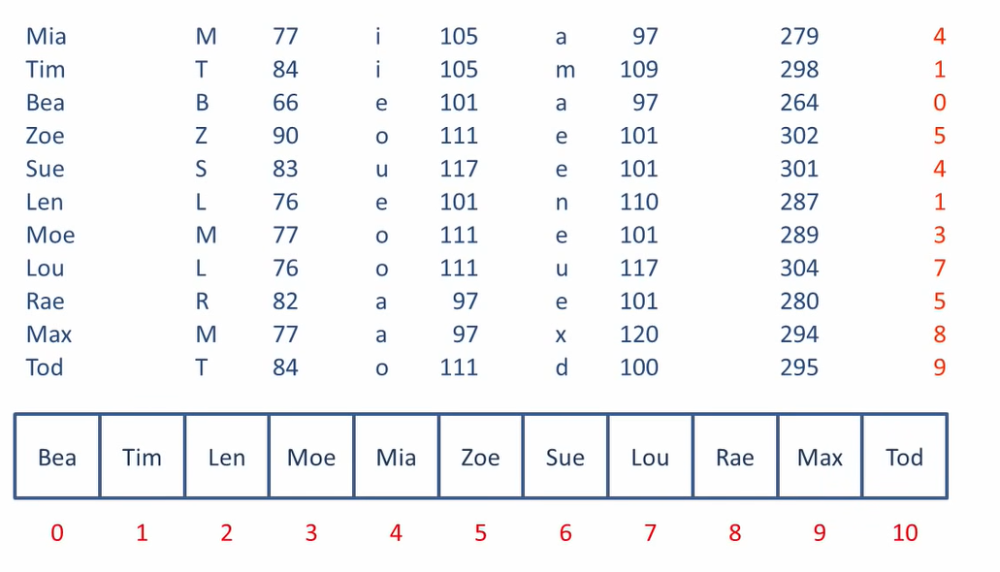 Mia M 77 i 105 a 97 279 4
Tim T 84 i 105 m 109 298 1
Bea B 66 e 101 a 97 264 0
Zoe Z 90 o 111 e 101 302 5
Sue S 83 u 117 e 101 301 4
Len L 76 e 101 n 110 287 1
Moe M 77 o 111 e 101 289 3
Lou L 76 o 111 u 117 304 7
Rae R 82 a 97 e 101 280 5
Max M 77 a 97 x 120 294 8
Tod T 84 o 111 d 100 295 9
Bea Tim Len Moe Mia Zoe Sue Lou Rae Max Tod
0 1 2 3 4 5 6 7 8 9 10